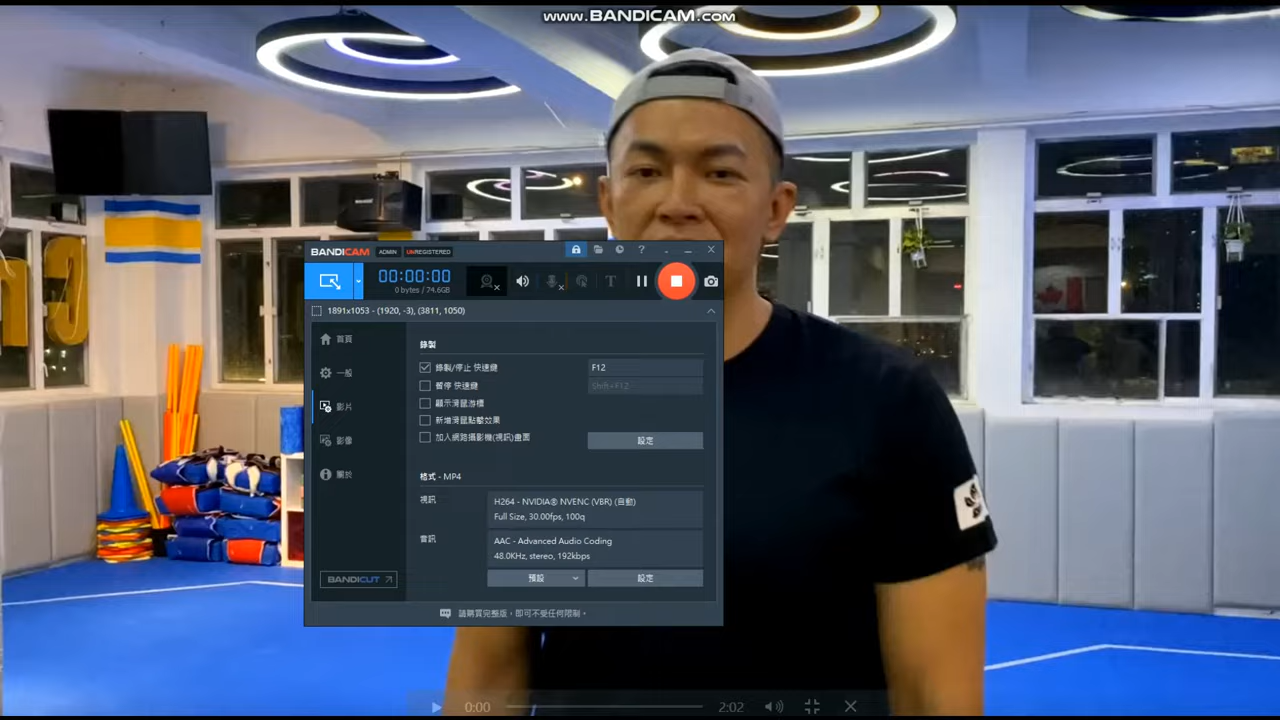 www.BANDICAM.com
BANDICAM ADMIN UNREGISTERED
00:00:00
0 bytes / 74.6GB
1891x1053 - (1920, -3), (3811, 1050)
首頁
一般
影片
影像
關於
BANDICUT
錄製
錄製/停止 快速鍵 F12
暫停 快速鍵 Shift+F12
顯示滑鼠游標
新增滑鼠點擊效果
加入網路攝影機(視訊)畫面
設定
格式 - MP4
視訊
H264 - NVIDIA® NVENC (VBR) (自動)
Full Size, 30.00fps, 100q
音訊
AAC - Advanced Audio Coding
48.0KHz, stereo, 192kbps
預設 設定
請購買完整版，即可不受任何限制。
0:00 2:02